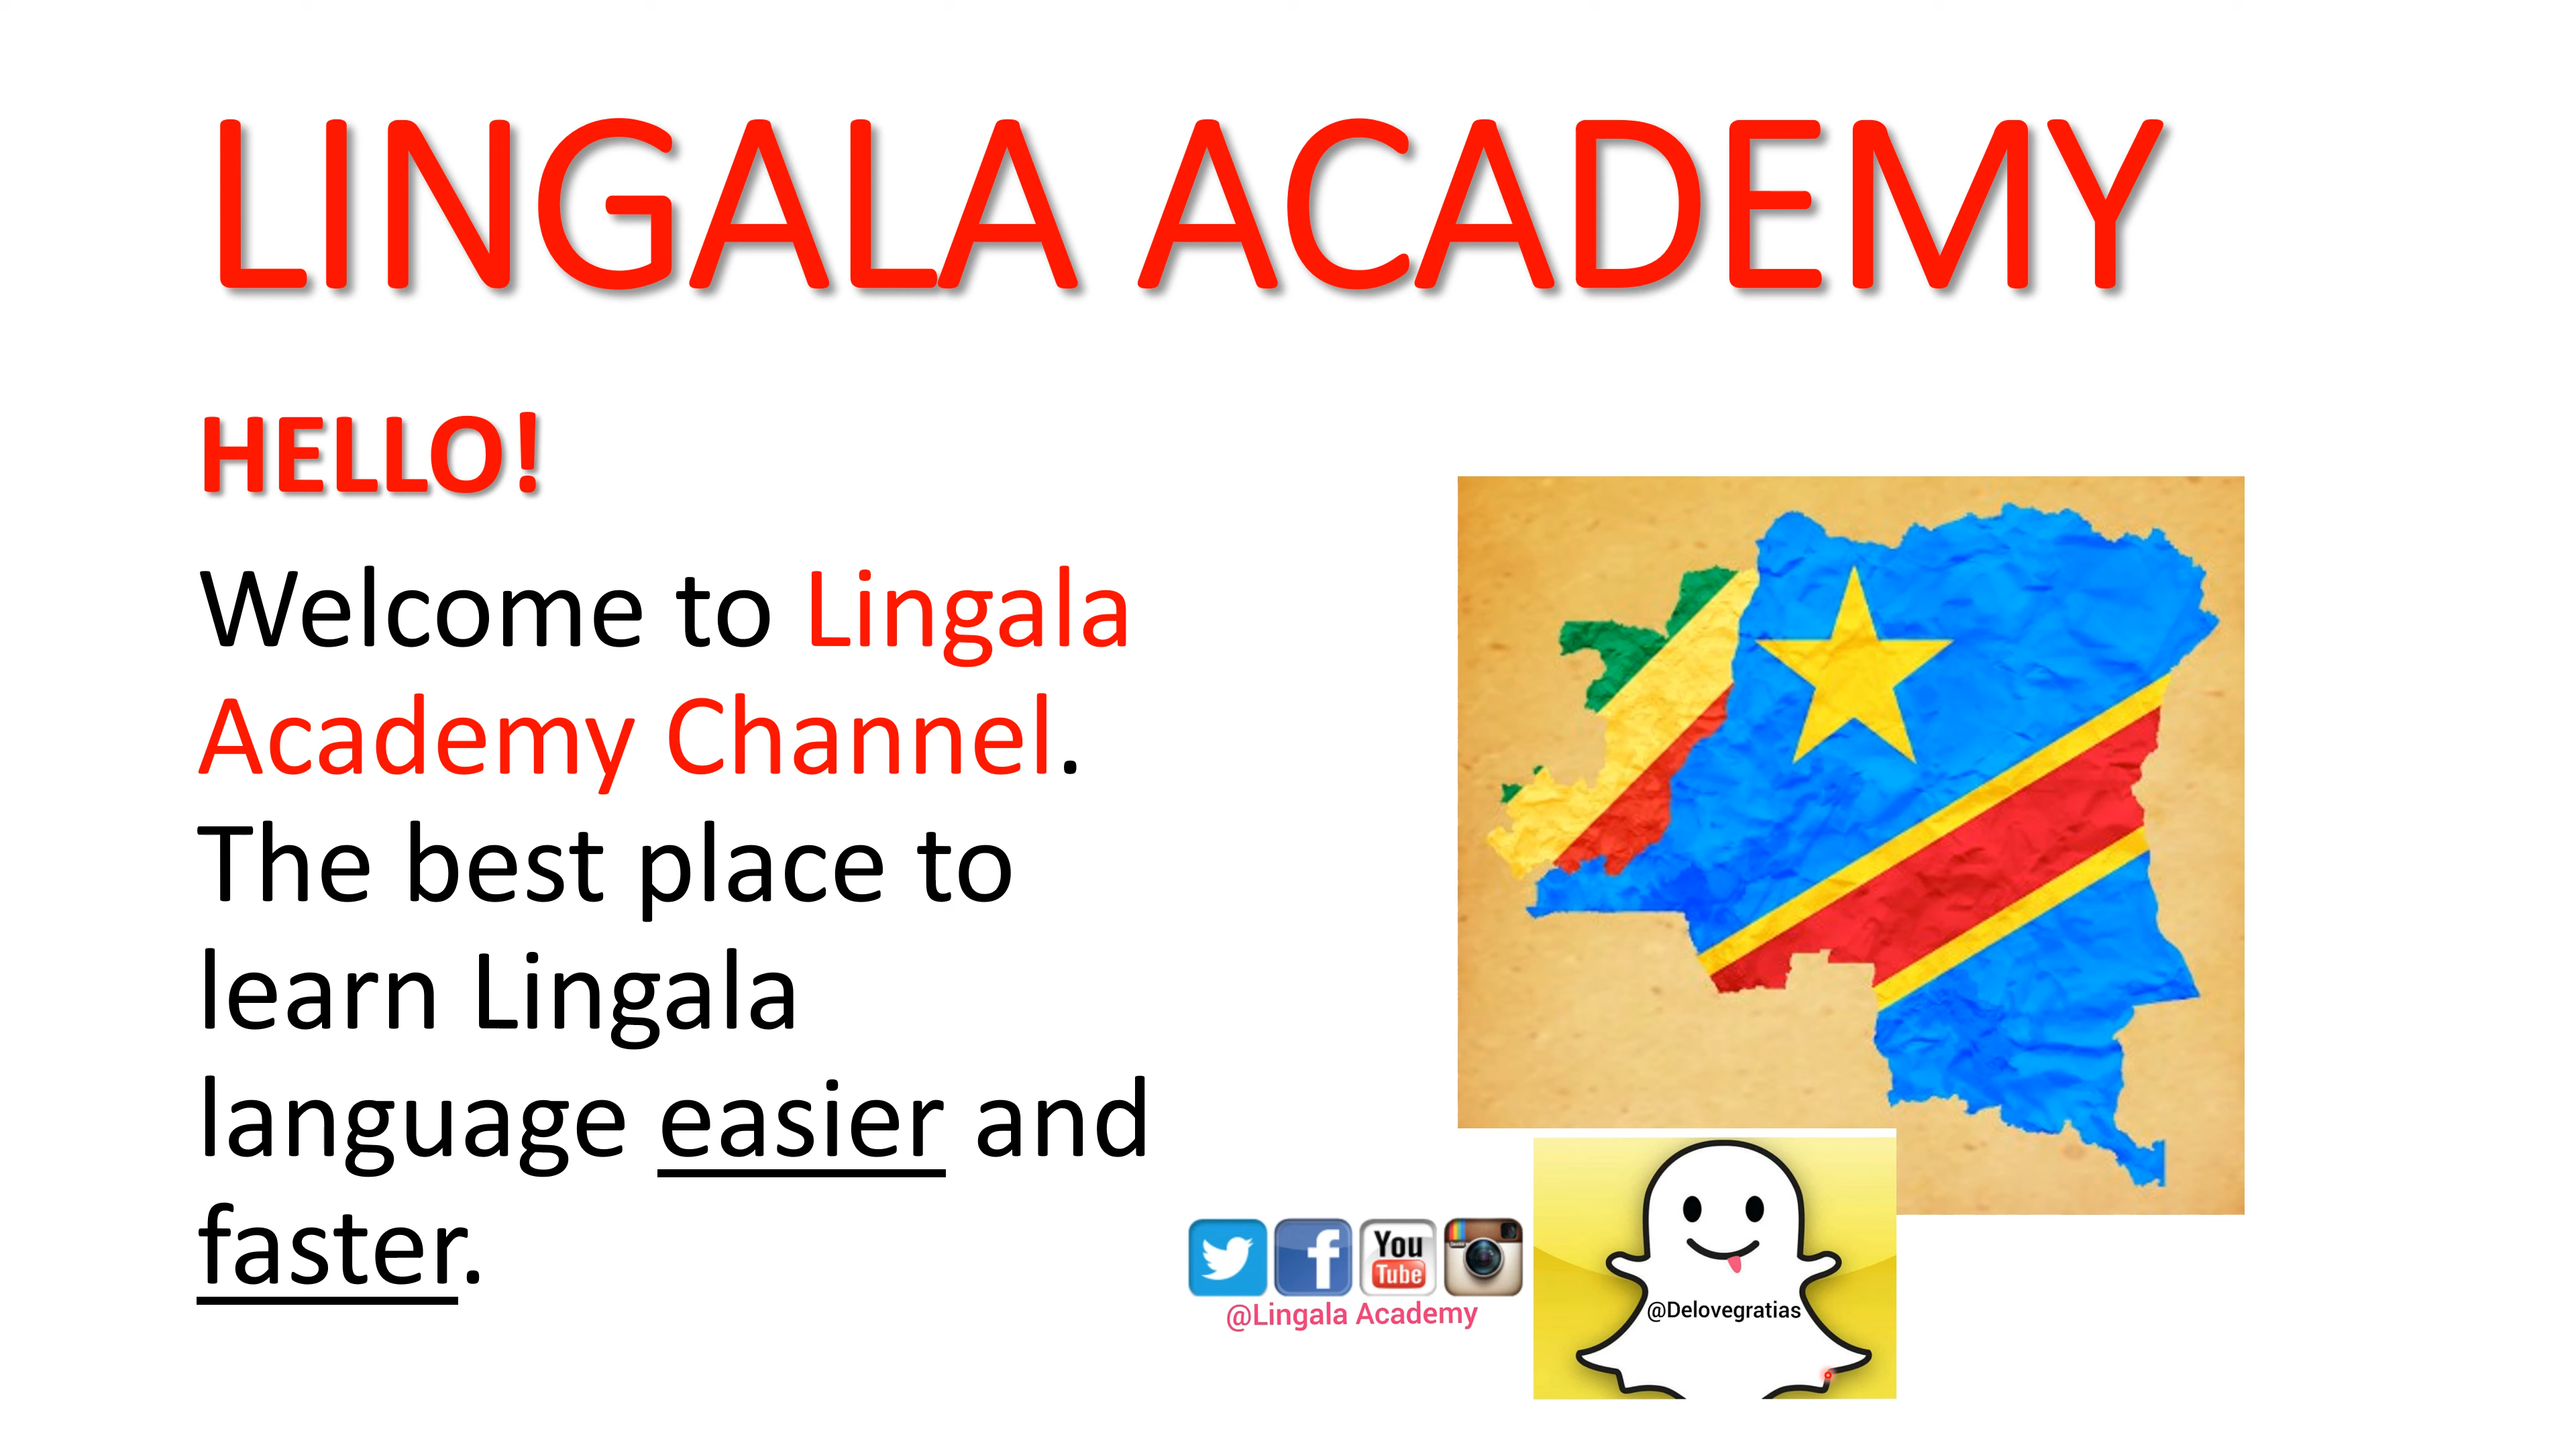 LINGALA ACADEMY
HELLO!
Welcome to Lingala
Academy Channel.
The best place to
learn Lingala
language easier and
faster.
You
Tube
@Lingala Academy
@Delovegratias